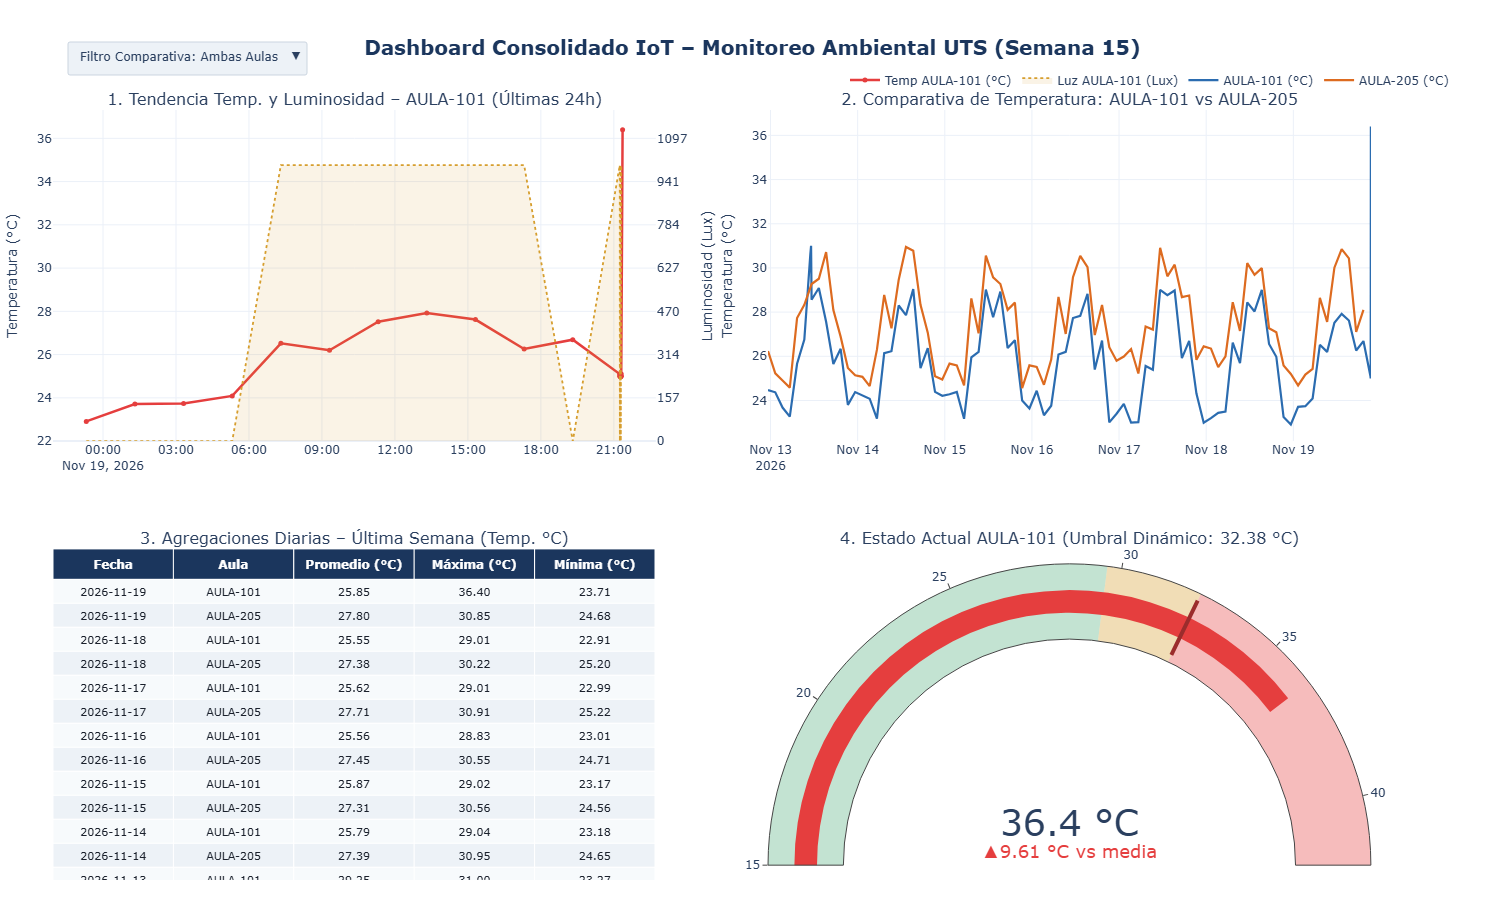 Dashboard Consolidado IoT – Monitoreo Ambiental UTS (Semana 15)
Filtro Comparativa: Ambas Aulas ▼
Temp AULA-101 (°C) Luz AULA-101 (Lux) AULA-101 (°C) AULA-205 (°C)
1. Tendencia Temp. y Luminosidad – AULA-101 (Últimas 24h)
Temperatura (°C)
36
34
32
30
28
26
24
22
1097
941
784
627
470
314
157
0
Luminosidad (Lux)
00:00 03:00 06:00 09:00 12:00 15:00 18:00 21:00
Nov 19, 2026
2. Comparativa de Temperatura: AULA-101 vs AULA-205
Temperatura (°C)
36
34
32
30
28
26
24
Nov 13 Nov 14 Nov 15 Nov 16 Nov 17 Nov 18 Nov 19
2026
3. Agregaciones Diarias – Última Semana (Temp. °C)
Fecha Aula Promedio (°C) Máxima (°C) Mínima (°C)
2026-11-19 AULA-101 25.85 36.40 23.71
2026-11-19 AULA-205 27.80 30.85 24.68
2026-11-18 AULA-101 25.55 29.01 22.91
2026-11-18 AULA-205 27.38 30.22 25.20
2026-11-17 AULA-101 25.62 29.01 22.99
2026-11-17 AULA-205 27.71 30.91 25.22
2026-11-16 AULA-101 25.56 28.83 23.01
2026-11-16 AULA-205 27.45 30.55 24.71
2026-11-15 AULA-101 25.87 29.02 23.17
2026-11-15 AULA-205 27.31 30.56 24.56
2026-11-14 AULA-101 25.79 29.04 23.18
2026-11-14 AULA-205 27.39 30.95 24.65
2026-11-13 AULA-101 31.00
4. Estado Actual AULA-101 (Umbral Dinámico: 32.38 °C)
15
20
25
30
35
40
36.4 °C
▲9.61 °C vs media